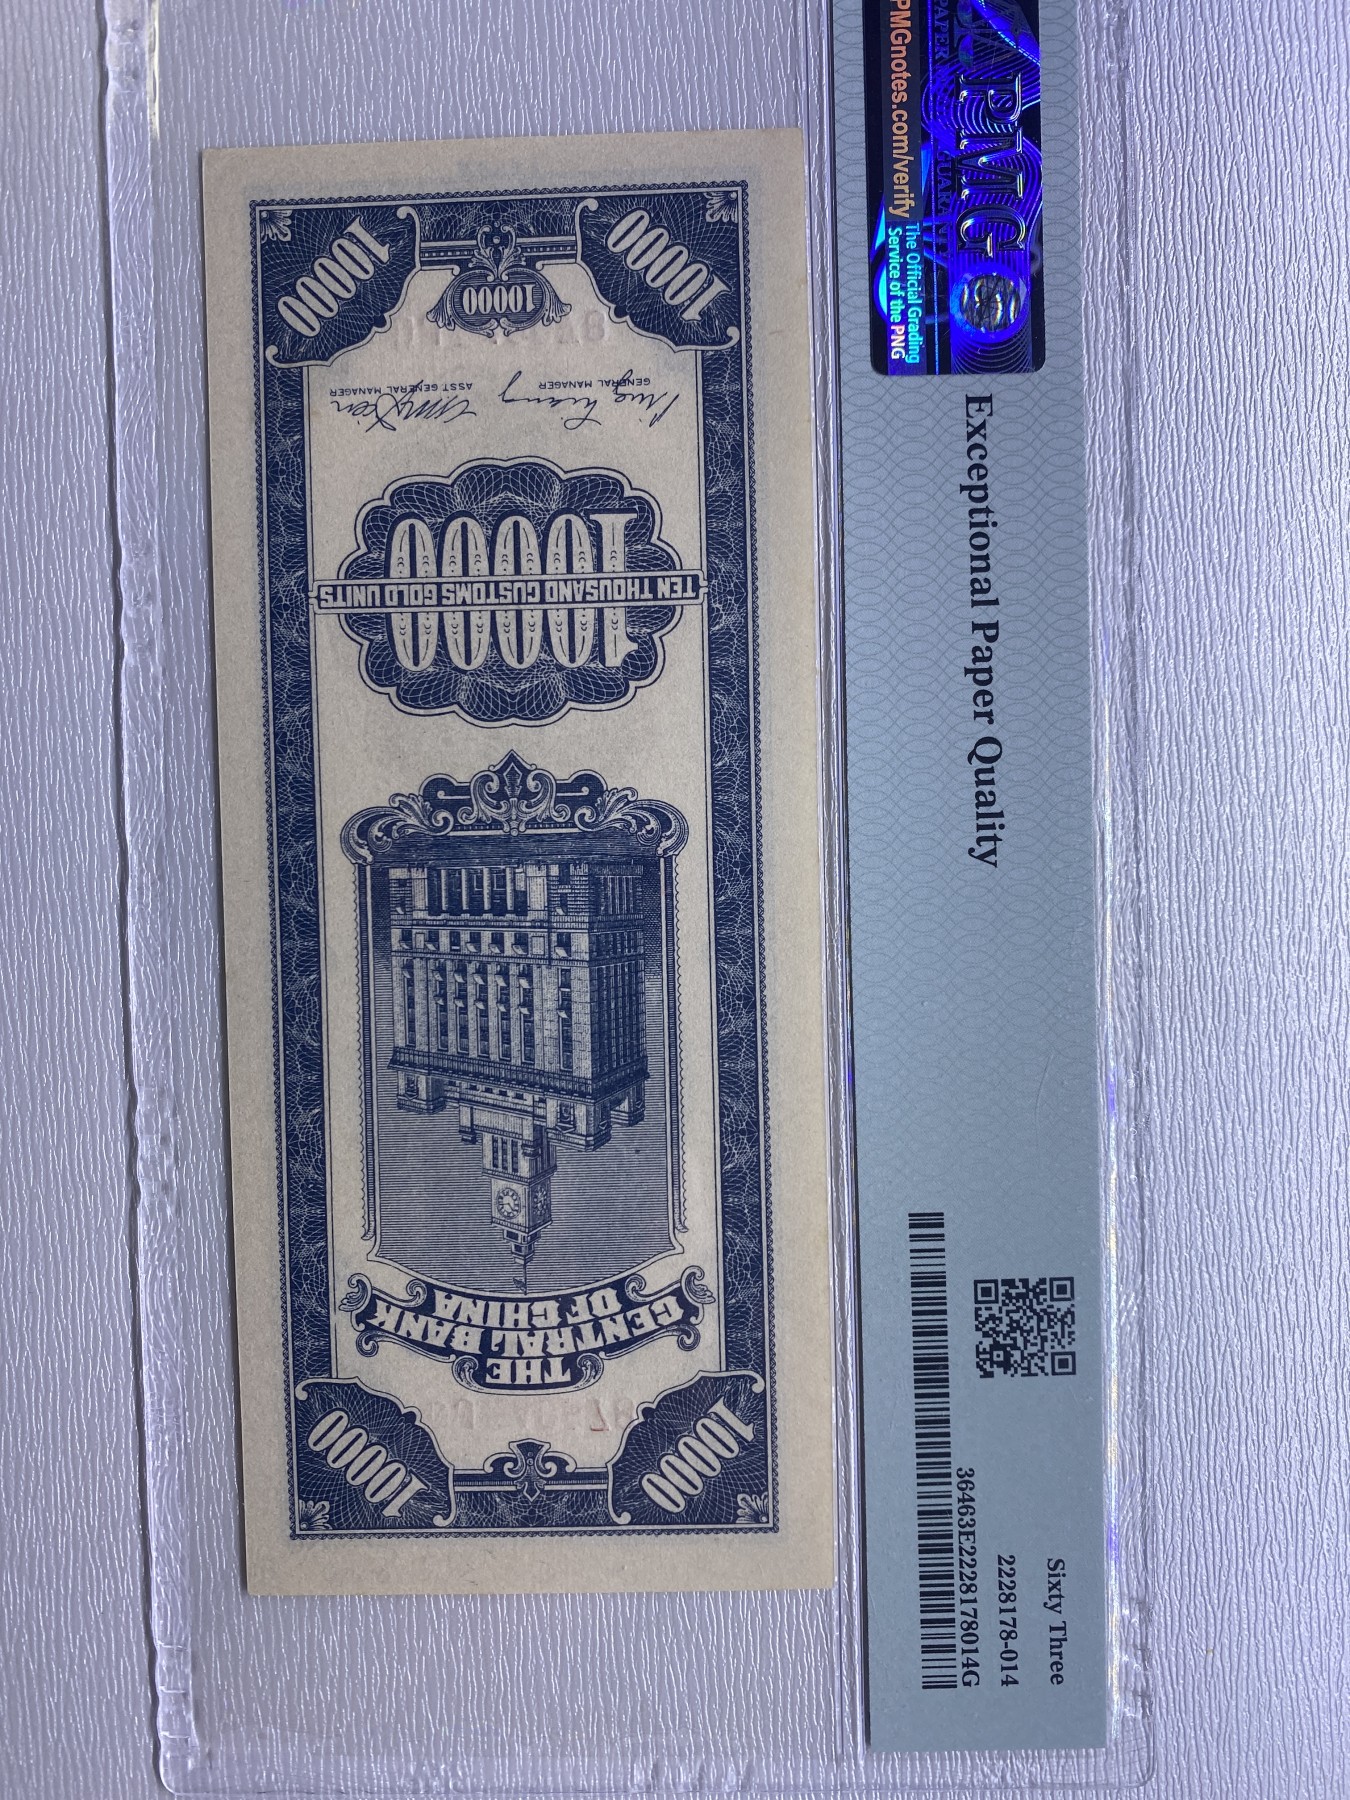 PMG
PMGnotes.com/verify
The Official Grading
Service of the PNG
Exceptional Paper Quality
Sixty Three
2228178-014
36463E2228178014G
10000
10000
THE
CENTRAL BANK
OF CHINA
10000
TEN THOUSAND CUSTOMS GOLD UNITS
GENERAL MANAGER
ASST GENERAL MANAGER
10000
10000
10000